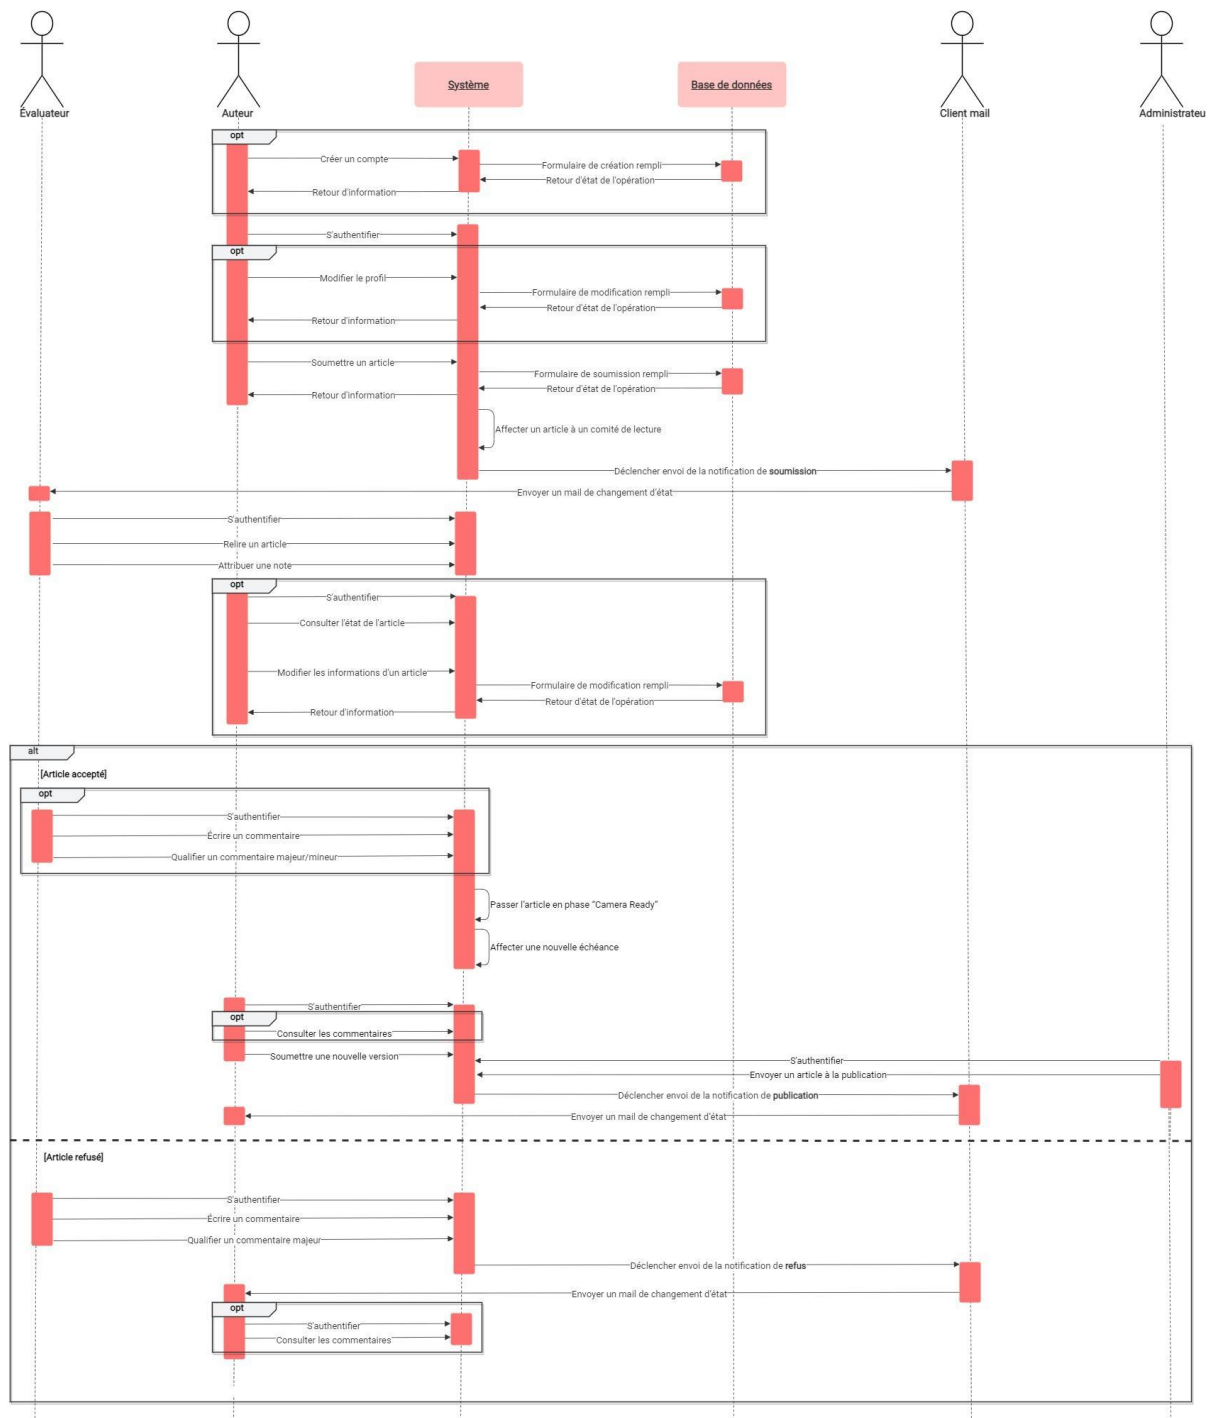 Système
Base de données
Évaluateur
Auteur
Client mail
Administrateu
opt
Créer un compte
Formulaire de création rempli
Retour d'état de l'opération
Retour d'information
S'authentifier
opt
Modifier le profil
Formulaire de modification rempli
Retour d'état de l'opération
Retour d'information
Soumettre un article
Formulaire de soumission rempli
Retour d'état de l'opération
Retour d'information
Affecter un article à un comité de lecture
Déclencher envoi de la notification de soumission
Envoyer un mail de changement d'état
S'authentifier
Relire un article
Attribuer une note
opt
S'authentifier
Consulter l'état de l'article
Modifier les informations d'un article
Formulaire de modification rempli
Retour d'état de l'opération
Retour d'information
alt
[Article accepté]
opt
S'authentifier
Écrire un commentaire
Qualifier un commentaire majeur/mineur
Passer l'article en phase “Camera Ready”
Affecter une nouvelle échéance
S'authentifier
opt
Consulter les commentaires
Soumettre une nouvelle version
S'authentifier
Envoyer un article à la publication
Déclencher envoi de la notification de publication
Envoyer un mail de changement d'état
[Article refusé]
S'authentifier
Écrire un commentaire
Qualifier un commentaire majeur
Déclencher envoi de la notification de refus
Envoyer un mail de changement d'état
opt
S'authentifier
Consulter les commentaires